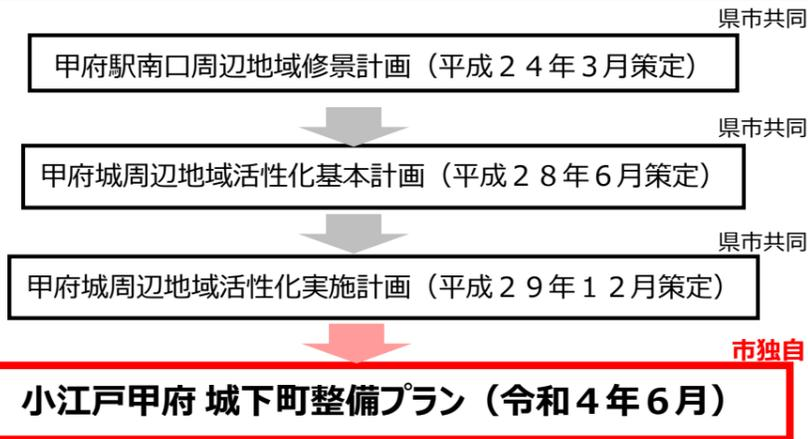 県市共同
甲府駅南口周辺地域修景計画（平成２４年３月策定）
県市共同
甲府城周辺地域活性化基本計画（平成２８年６月策定）
県市共同
甲府城周辺地域活性化実施計画（平成２９年１２月策定）
市独自
小江戸甲府 城下町整備プラン（令和４年６月）